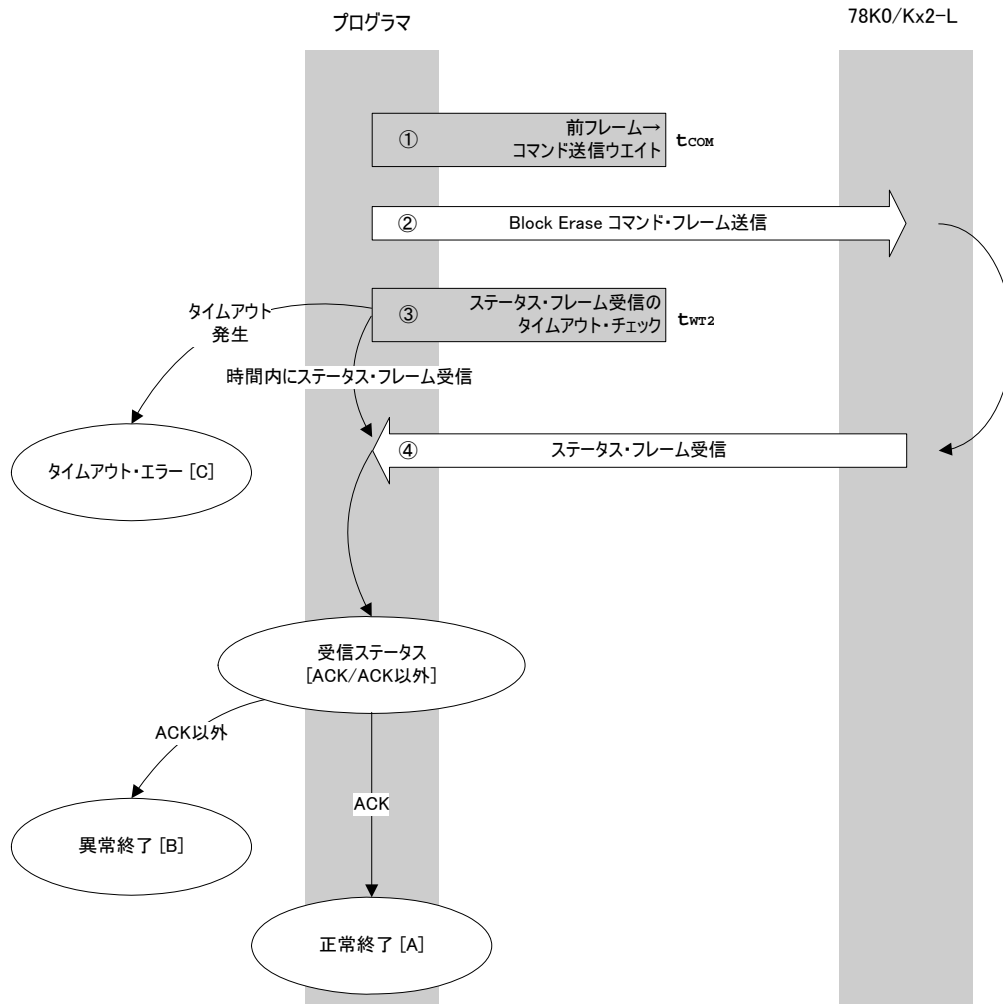 プログラマ
78K0/Kx2-L
①
前フレーム→
コマンド送信ウエイト
tCOM
②
Block Erase コマンド・フレーム送信
タイムアウト
発生
③
ステータス・フレーム受信の
タイムアウト・チェック
tWT2
時間内にステータス・フレーム受信
④
ステータス・フレーム受信
タイムアウト・エラー [C]
受信ステータス
[ACK/ACK以外]
ACK以外
ACK
異常終了 [B]
正常終了 [A]